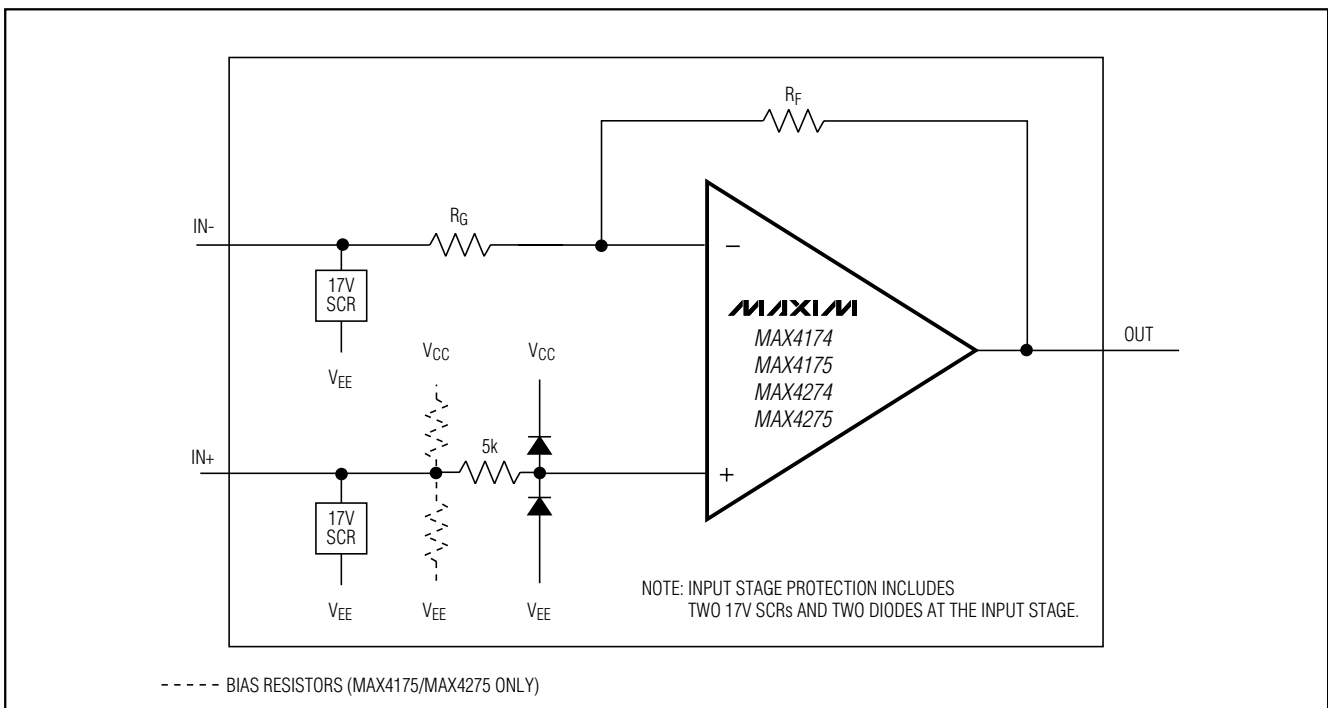 RF
IN-
RG
−
17V
SCR
VEE
MAXIM
MAX4174
MAX4175
MAX4274
MAX4275
OUT
VCC
VCC
5k
IN+
+
17V
SCR
VEE
VEE
VEE
NOTE: INPUT STAGE PROTECTION INCLUDES
TWO 17V SCRs AND TWO DIODES AT THE INPUT STAGE.
----- BIAS RESISTORS (MAX4175/MAX4275 ONLY)